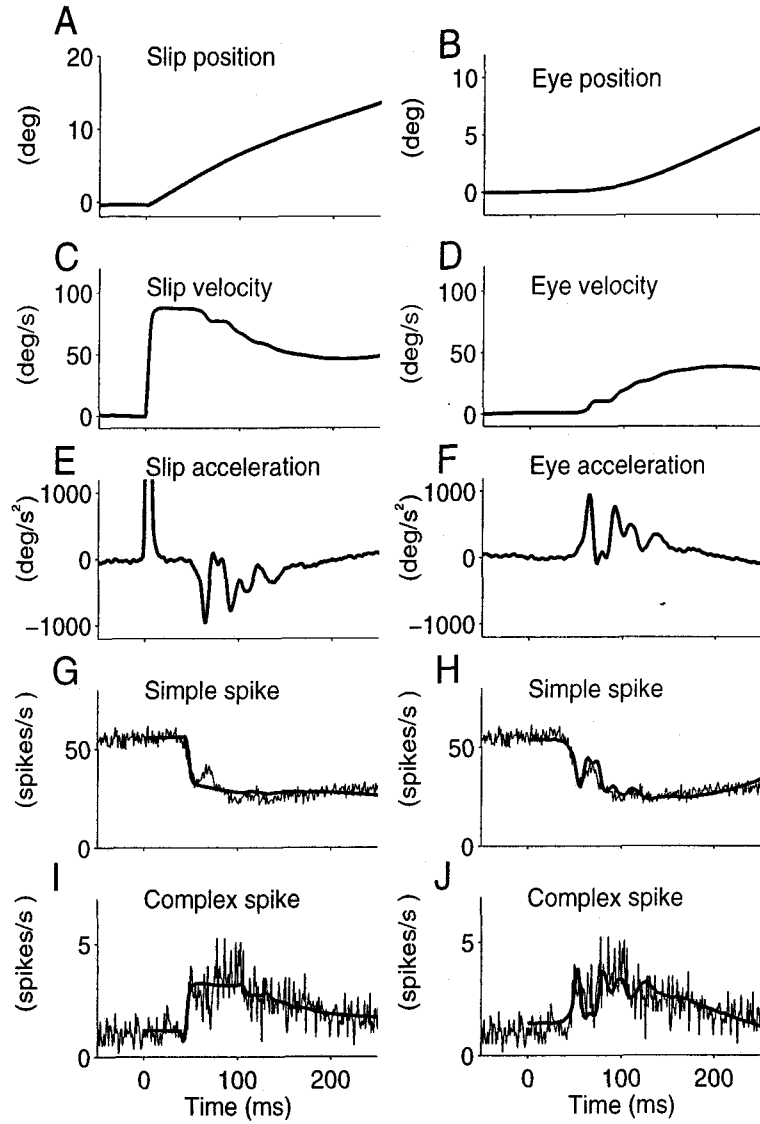 A
Slip position
(deg)
20
10
0
B
Eye position
(deg)
10
5
0
C
Slip velocity
(deg/s)
100
50
0
D
Eye velocity
(deg/s)
100
50
0
E
Slip acceleration
(deg/s²)
1000
0
−1000
F
Eye acceleration
(deg/s²)
1000
0
−1000
G
Simple spike
(spikes/s )
50
0
H
Simple spike
(spikes/s )
50
0
I
Complex spike
(spikes/s )
5
0
0 100 200
Time (ms)
J
Complex spike
(spikes/s )
5
0
0 100 200
Time (ms)